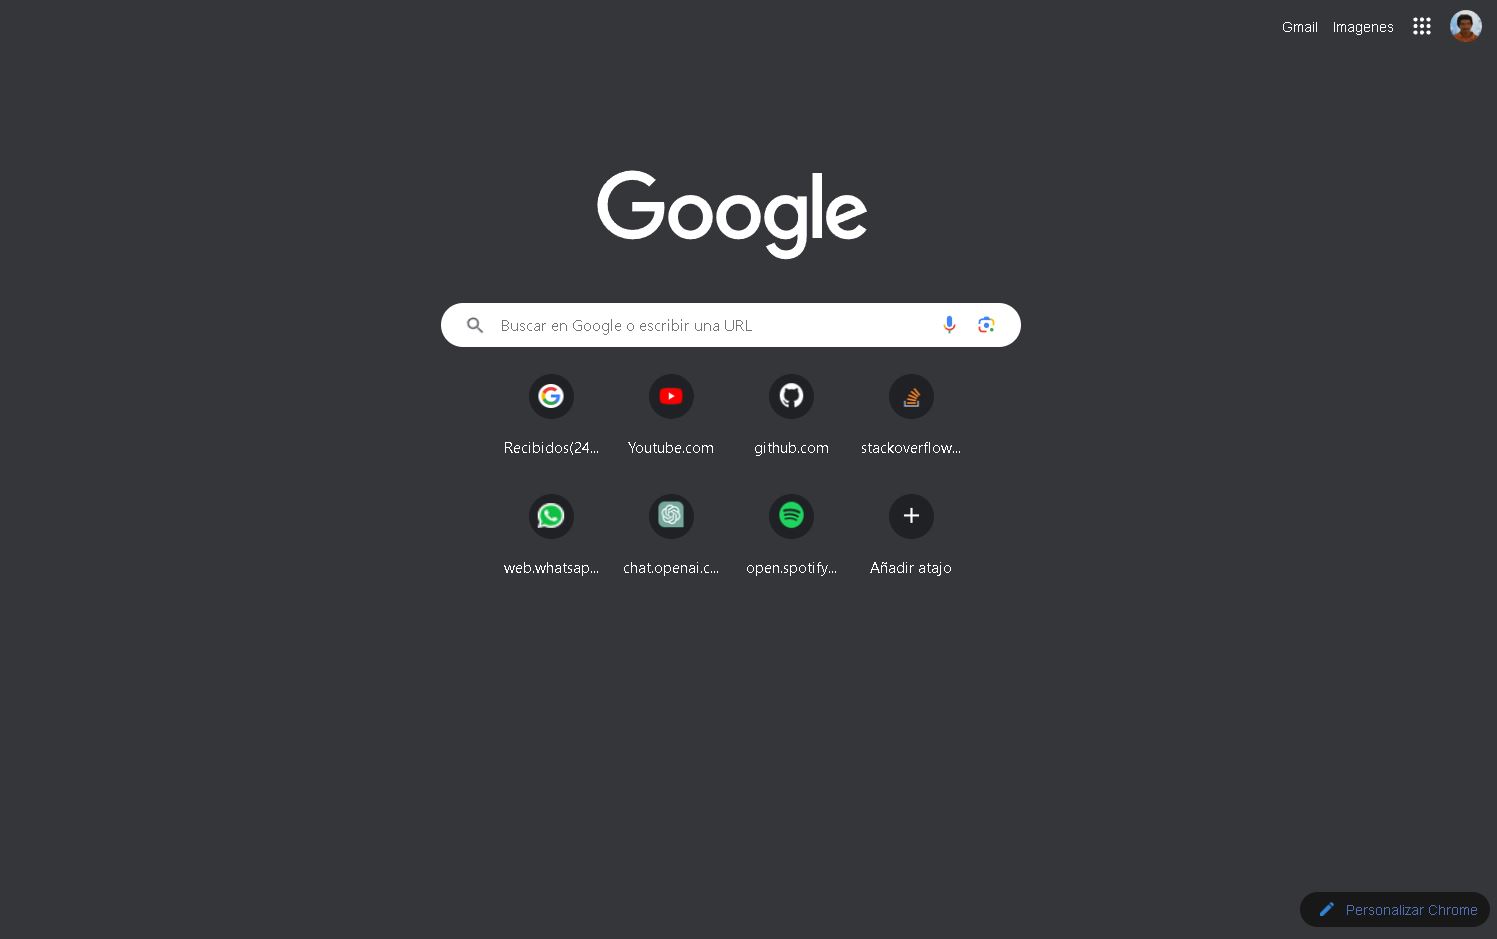 Gmail Imagenes
Google
Buscar en Google o escribir una URL
Recibidos(24... Youtube.com github.com stackoverflow...
web.whatsap... chat.openai.c... open.spotify... Añadir atajo
Personalizar Chrome